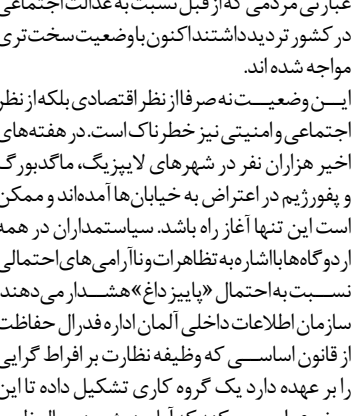 عبارتی مردمی که از قبل نسبت به عدالت اجتماعی
در کشور تردید داشتند اکنون با وضعیت سخت‌تری
مواجه شده اند.
ایــن وضعیــت نه صرفا از نظر اقتصادی بلکه از نظر
اجتماعی و امنیتی نیز خطرناک است. در هفته‌های
اخیر هزاران نفر در شهرهای لایپزیگ، ماگدبورگ
و پفورژیم در اعتراض به خیابان‌ها آمده‌اند و ممکن
است این تنها آغاز راه باشد. سیاستمداران در همه
اردوگاه‌ها با اشاره به تظاهرات و ناآرامی‌های احتمالی
نســبت به احتمال «پاییز داغ» هشــدار می‌دهند.
سازمان اطلاعات داخلی آلمان اداره فدرال حفاظت
از قانون اساســی که وظیفه نظارت بر افراط گرایی
را بر عهده دارد یک گروه کاری تشکیل داده تا این